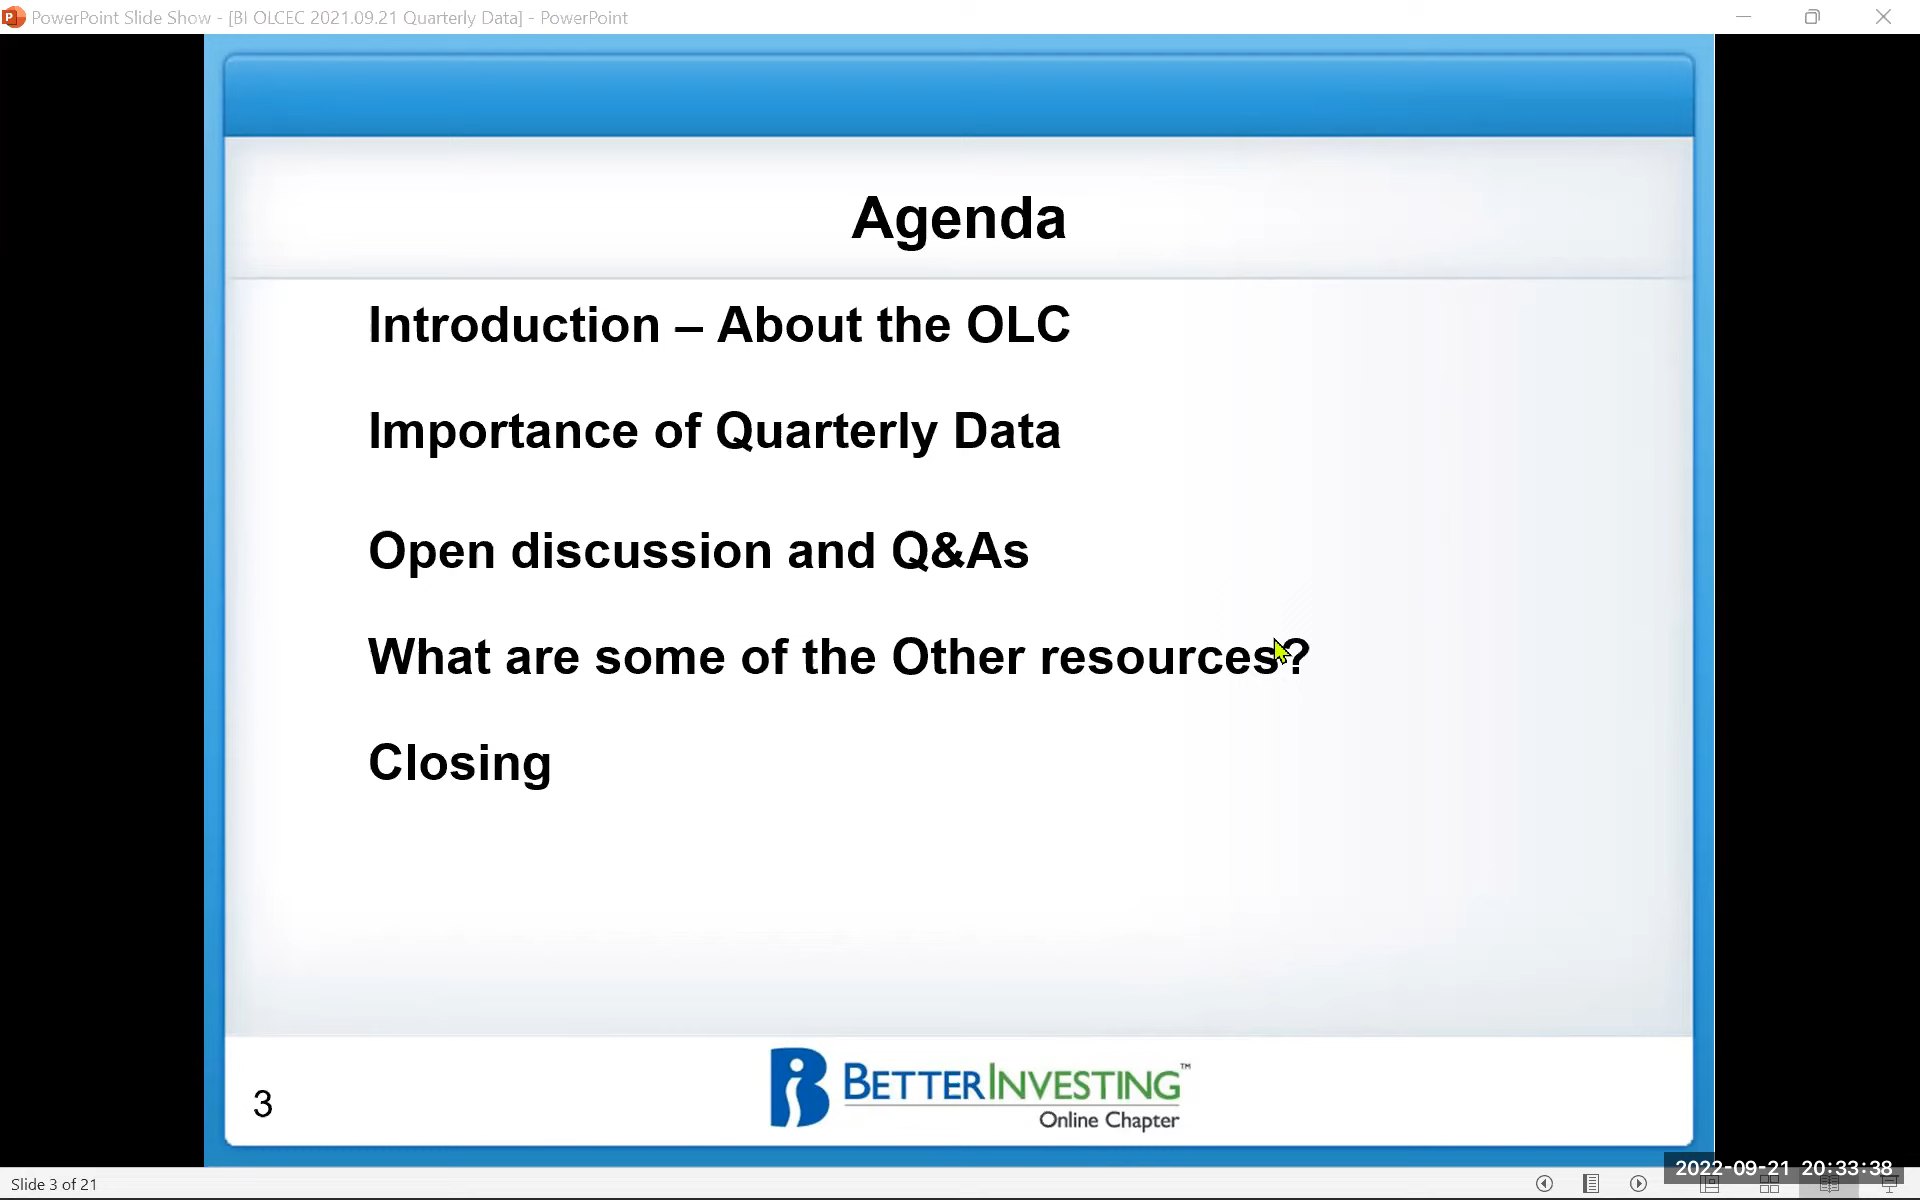 PowerPoint Slide Show - [BI OLCEC 2021.09.21 Quarterly Data] - PowerPoint
Agenda
Introduction – About the OLC
Importance of Quarterly Data
Open discussion and Q&As
What are some of the Other resources?
Closing
3
BETTERINVESTING™
Online Chapter
2022-09-21 20:33:38
Slide 3 of 21